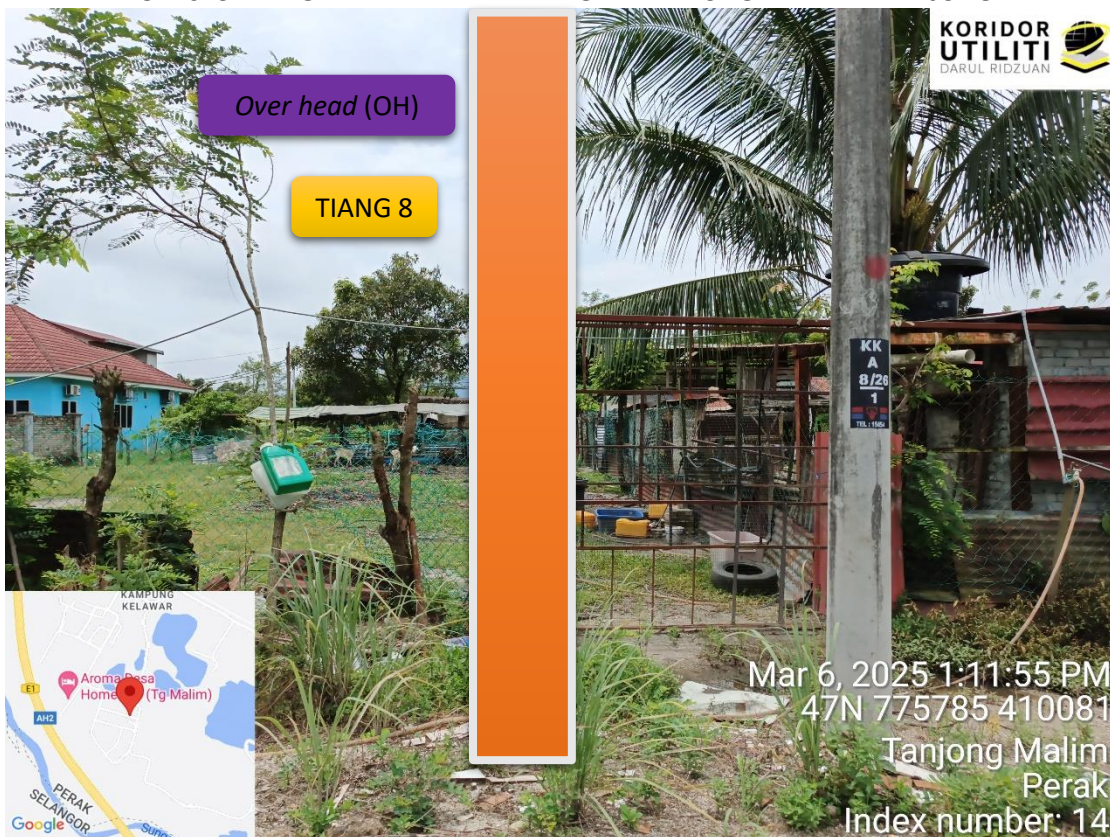 KORIDOR
UTILITI
DARUL RIDZUAN
Over head (OH)
TIANG 8
KK
A
8/26
1
TEL : 15454
KAMPUNG
KELAWAR
Aroma Desa
Home (Tg Malim)
E1
AH2
PERAK
SELANGOR
Google
Mar 6, 2025 1:11:55 PM
47N 775785 410081
Tanjong Malim
Perak
Index number: 14